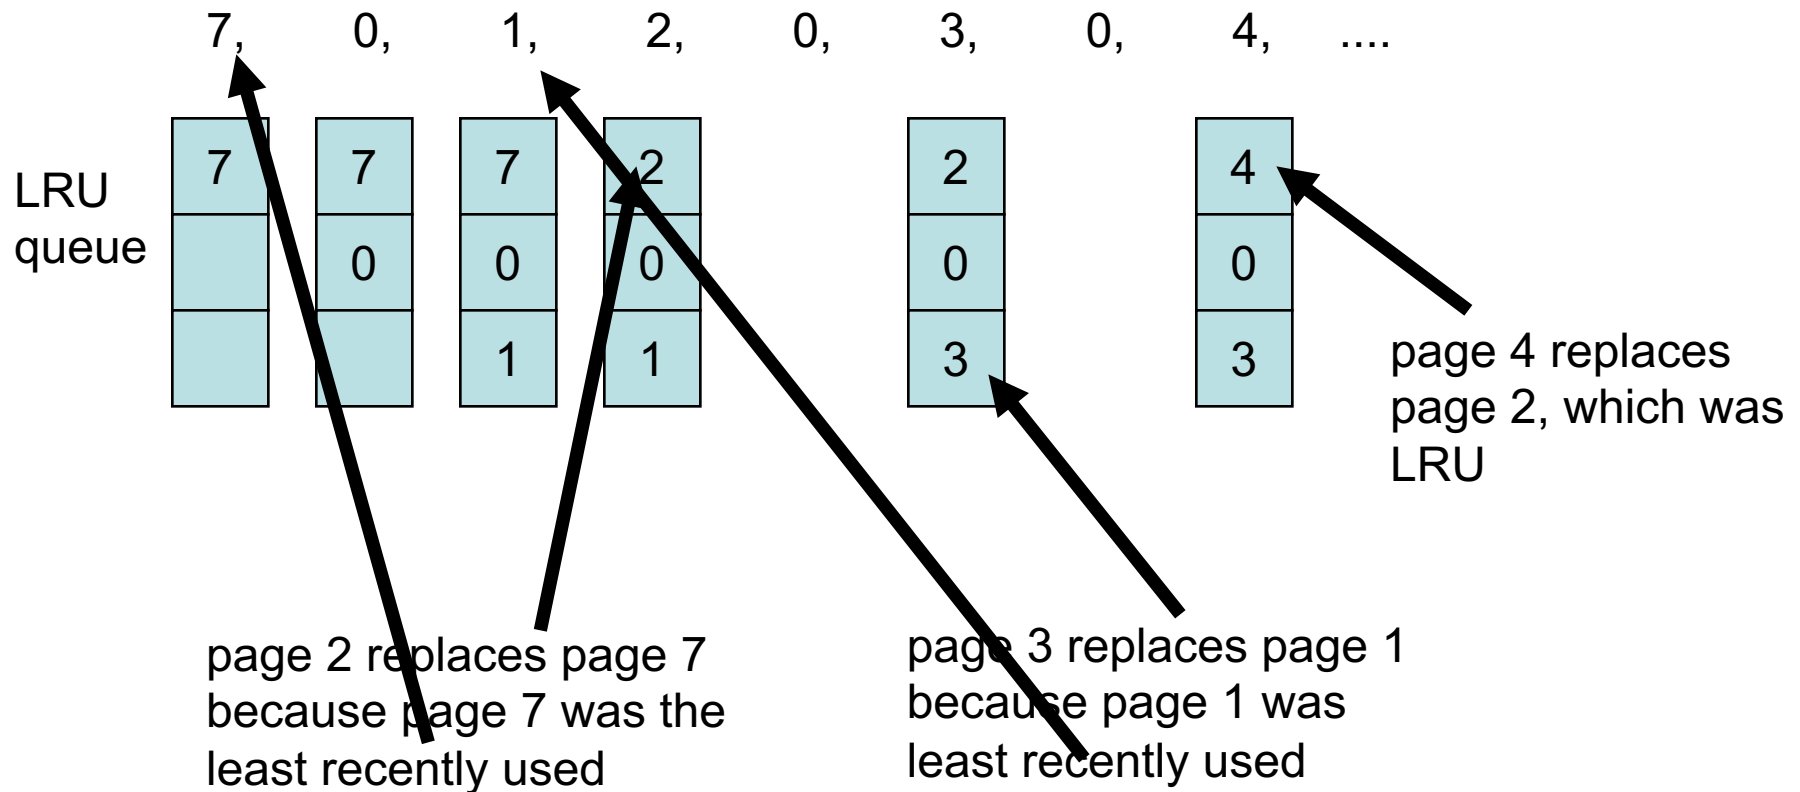 7, 0, 1, 2, 0, 3, 0, 4, ....
LRU
queue
7 7 7 2 2 4
0 0 0 0 0
1 1 3 3
page 4 replaces
page 2, which was
LRU
page 2 replaces page 7
because page 7 was the
least recently used
page 3 replaces page 1
because page 1 was
least recently used